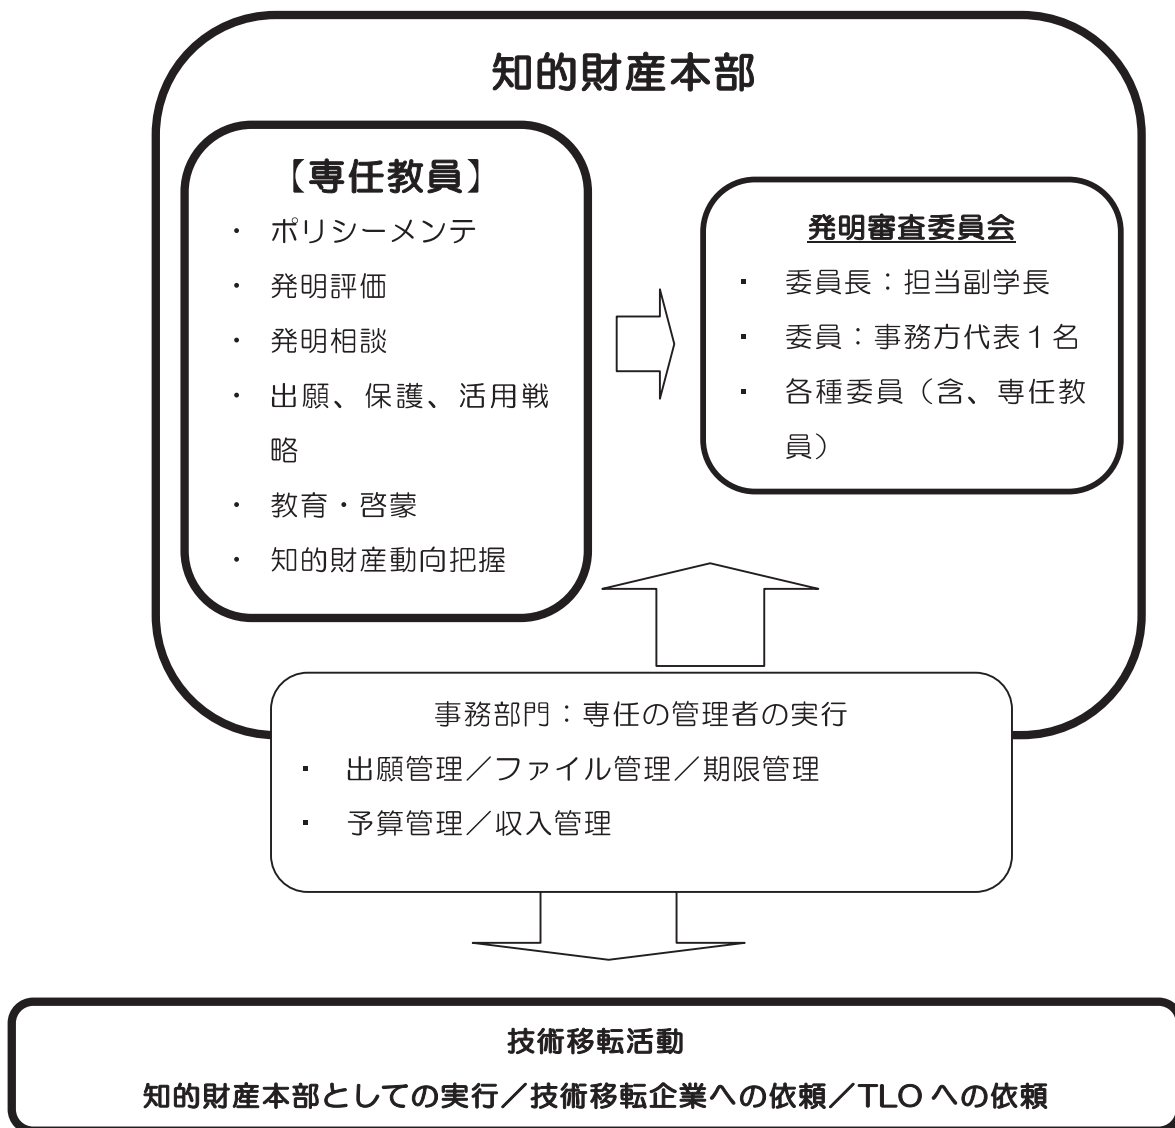 知的財産本部
【専任教員】
・ ポリシーメンテ
・ 発明評価
・ 発明相談
・ 出願、保護、活用戦
略
・ 教育・啓蒙
・ 知的財産動向把握
発明審査委員会
・ 委員長：担当副学長
・ 委員：事務方代表１名
・ 各種委員（含、専任教
員）
事務部門：専任の管理者の実行
・ 出願管理／ファイル管理／期限管理
・ 予算管理／収入管理
技術移転活動
知的財産本部としての実行／技術移転企業への依頼／TLO への依頼